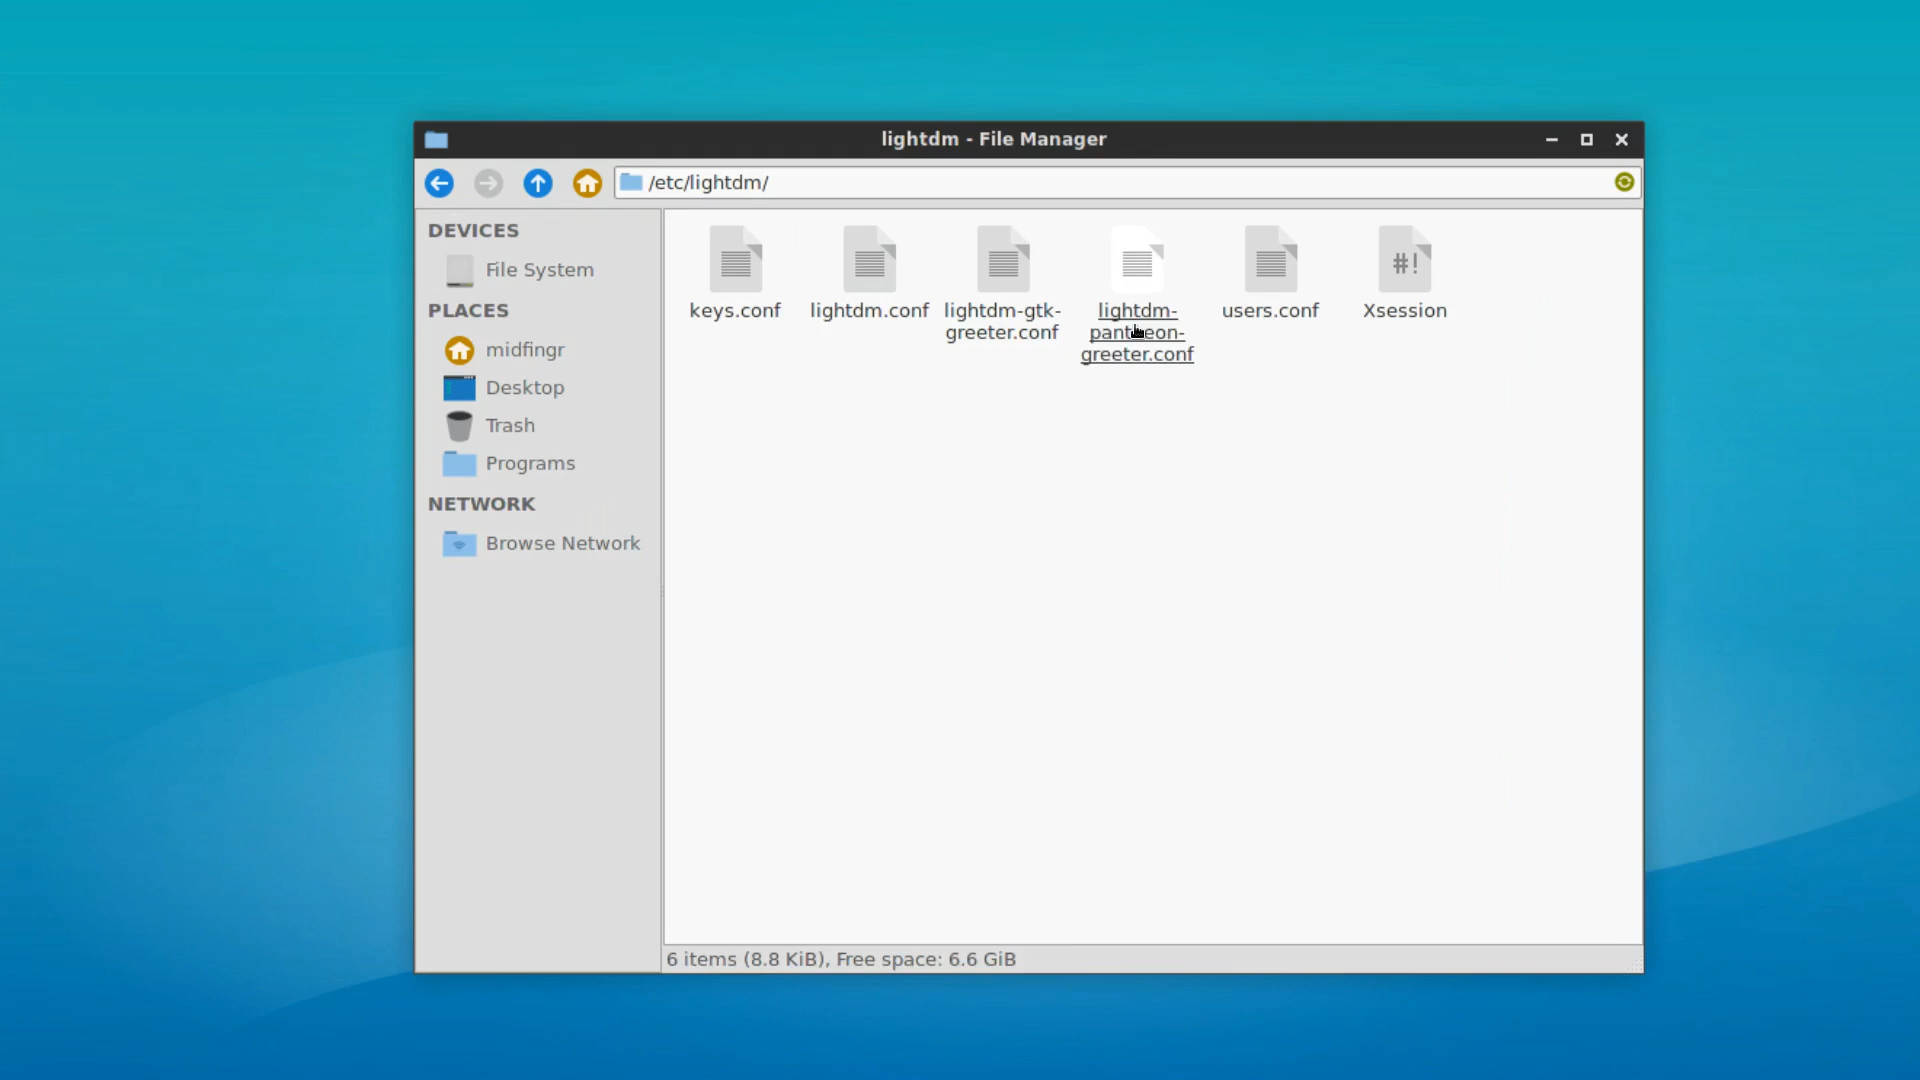 lightdm - File Manager
/etc/lightdm/
DEVICES
File System
PLACES
midfingr
Desktop
Trash
Programs
NETWORK
Browse Network
keys.conf
lightdm.conf
lightdm-gtk-
greeter.conf
lightdm-
pantheon-
greeter.conf
users.conf
#!
Xsession
6 items (8.8 KiB), Free space: 6.6 GiB